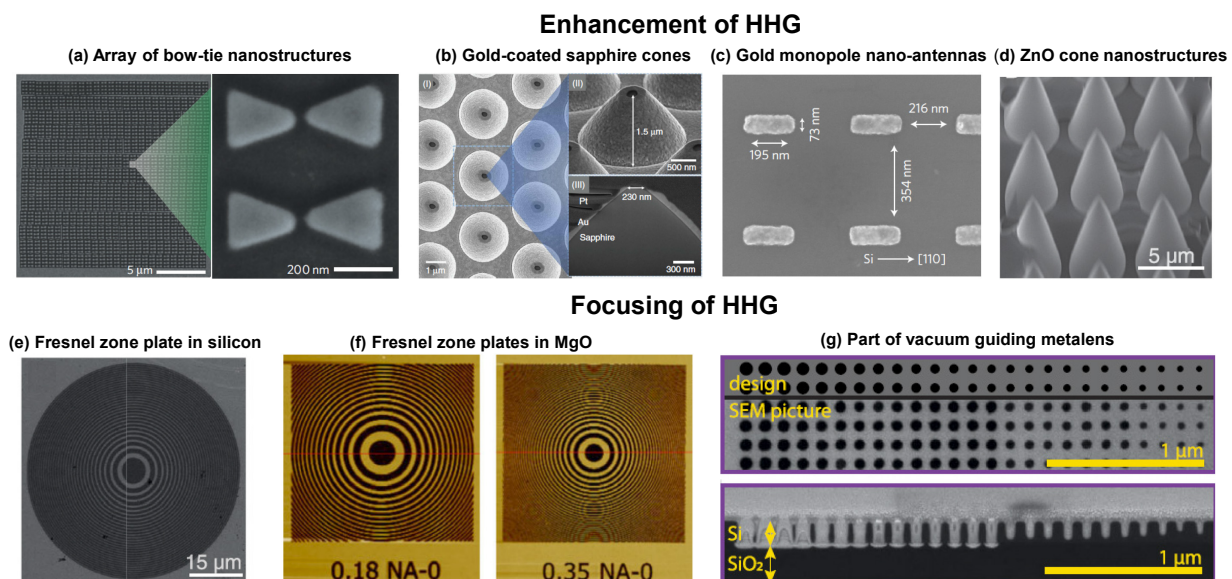 Enhancement of HHG
(a) Array of bow-tie nanostructures
5 μm
200 nm
(b) Gold-coated sapphire cones
(I)
1 μm
(II)
1.5 μm
500 nm
(III)
230 nm
Pt
Au
Sapphire
300 nm
(c) Gold monopole nano-antennas
216 nm
73 nm
195 nm
354 nm
Si → [110]
(d) ZnO cone nanostructures
5 μm
Focusing of HHG
(e) Fresnel zone plate in silicon
15 μm
(f) Fresnel zone plates in MgO
0.18 NA-0
0.35 NA-0
(g) Part of vacuum guiding metalens
design
SEM picture
1 μm
Si
SiO₂
1 μm